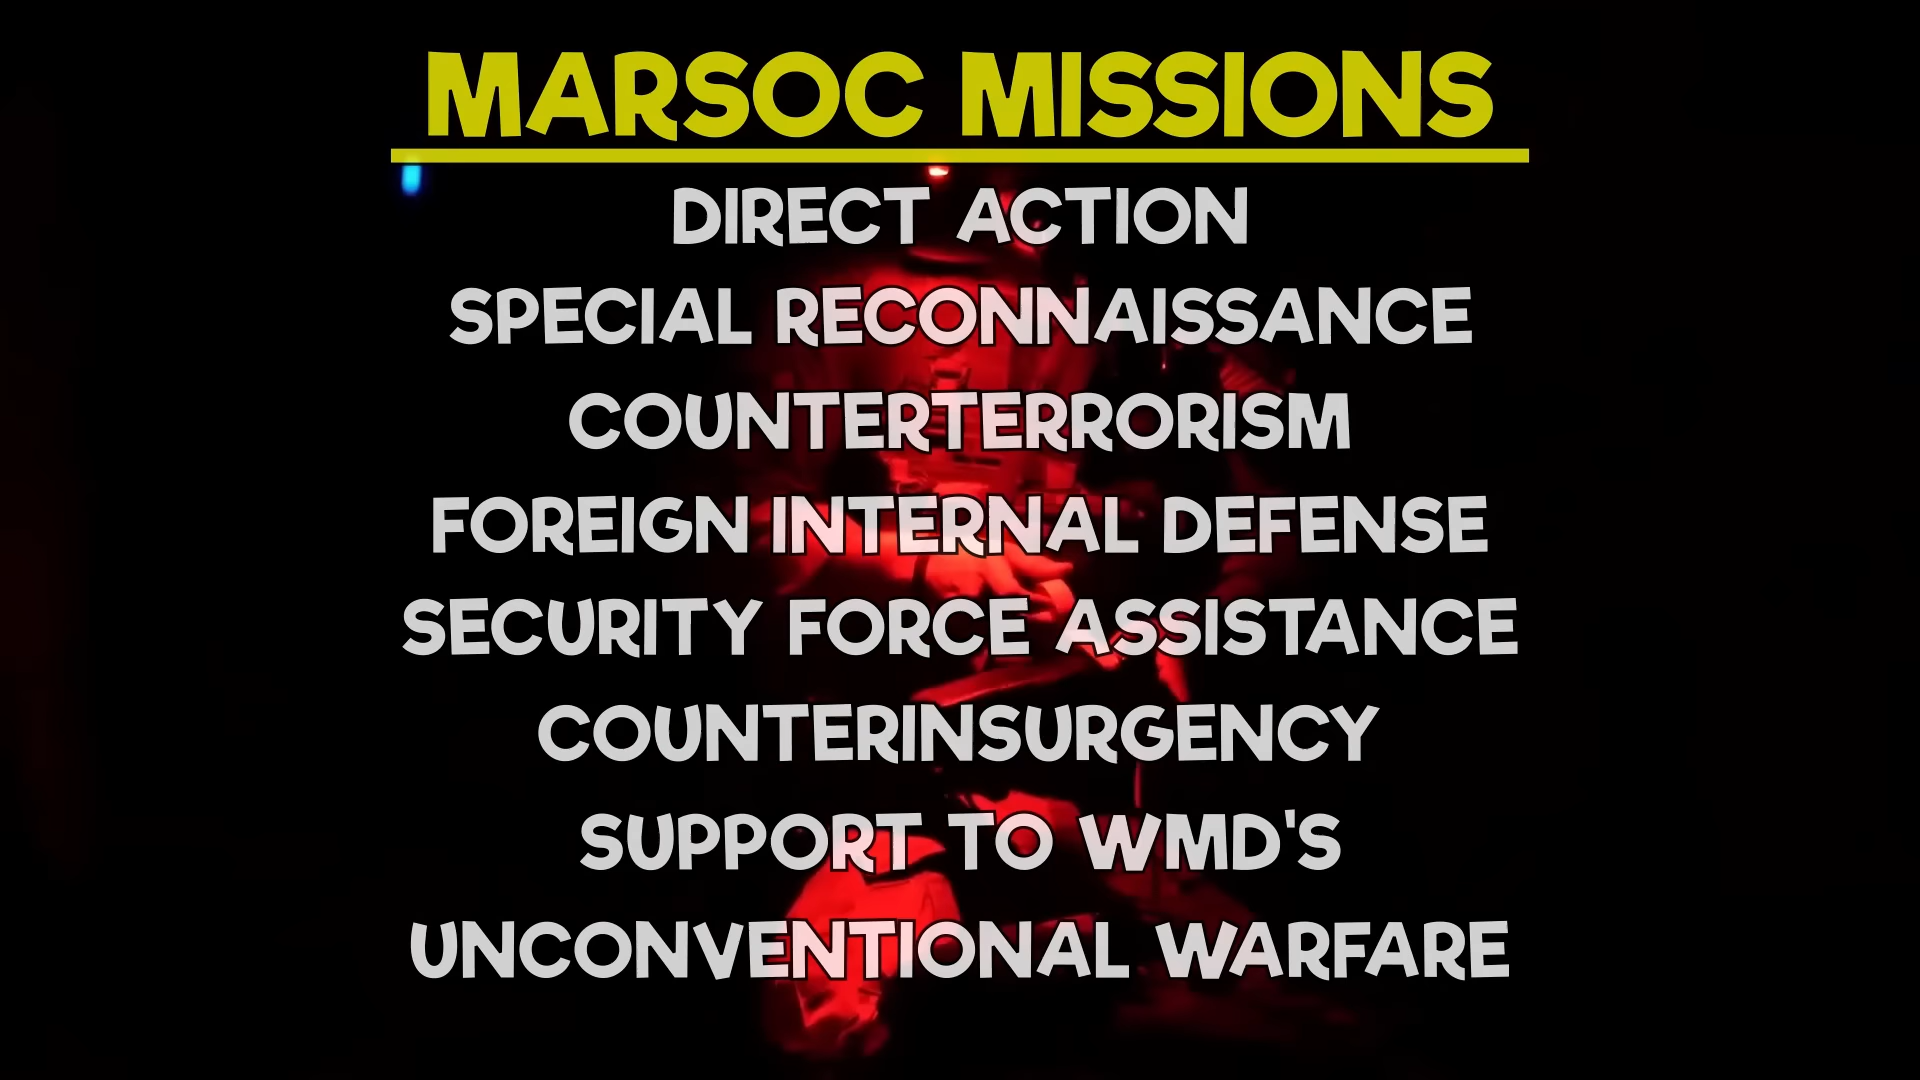 MARSOC MISSIONS
DIRECT ACTION
SPECIAL RECONNAISSANCE
COUNTERTERRORISM
FOREIGN INTERNAL DEFENSE
SECURITY FORCE ASSISTANCE
COUNTERINSURGENCY
SUPPORT TO WMD'S
UNCONVENTIONAL WARFARE